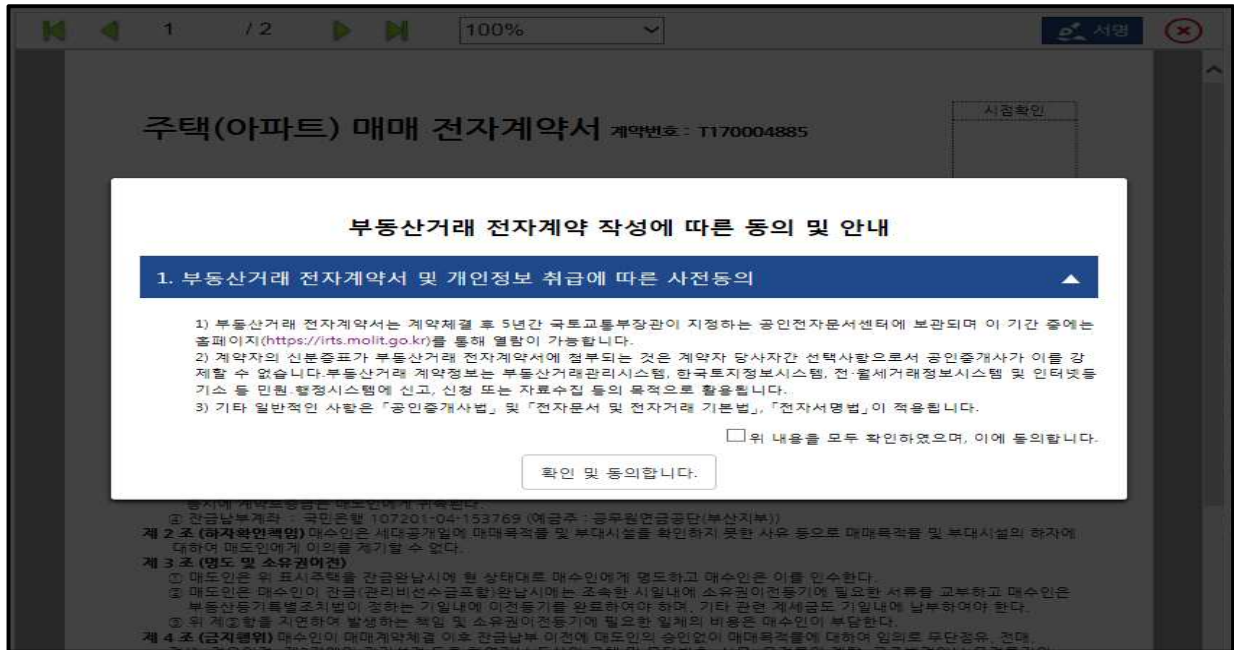 1 / 2 100% 서명
시점확인
주택(아파트) 매매 전자계약서 계약번호 : T170004885
부동산거래 전자계약 작성에 따른 동의 및 안내
1. 부동산거래 전자계약서 및 개인정보 취급에 따른 사전동의
1) 부동산거래 전자계약서는 계약체결 후 5년간 국토교통부장관이 지정하는 공인전자문서센터에 보관되며 이 기간 중에는
홈페이지(https://irts.molit.go.kr)를 통해 열람이 가능합니다.
2) 계약자의 신분증표가 부동산거래 전자계약서에 첨부되는 것은 계약자 당사자간 선택사항으로서 공인중개사가 이를 강
제할 수 없습니다.부동산거래 계약정보는 부동산거래관리시스템, 한국토지정보시스템, 전·월세거래정보시스템 및 인터넷등
기소 등 민원·행정시스템에 신고, 신청 또는 자료수집 등의 목적으로 활용됩니다.
3) 기타 일반적인 사항은 「공인중개사법」 및 「전자문서 및 전자거래 기본법」, 「전자서명법」이 적용됩니다.
위 내용을 모두 확인하였으며, 이에 동의합니다.
확인 및 동의합니다.
동시에 계약보증금은 매도인에게 귀속된다.
잔금납부계좌 : 국민은행 107201-04-153769 (예금주 : 공무원연금공단(부산지부))
제 2 조 (하자확인책임) 매수인은 세대공개일에 매매목적물 및 부대시설를 확인하지 못한 사유 등으로 매매목적물 및 부대시설의 하자에
대하여 매도인에게 이의를 제기할 수 없다.
제 3 조 (명도 및 소유권이전)
① 매도인은 위 표시주택을 잔금완납시에 현 상태대로 매수인에게 명도하고 매수인은 이를 인수한다.
② 매도인은 매수인이 잔금(관리비선수금포함)완납시에는 조속한 시일내에 소유권이전등기에 필요한 서류를 교부하고 매수인은
부동산등기특별조치법이 정하는 기일내에 이전등기를 완료하여야 하며, 기타 관련 제세금도 기일내에 납부하여야 한다.
③ 위 제②항을 지연하여 발생하는 책임 및 소유권이전등기에 필요한 일체의 비용은 매수인이 부담한다.
제 4 조 (금지행위) 매수인이 매매계약체결 이후 잔금납부 이전에 매도인의 승인없이 매매목적물에 대하여 임의로 무단점유, 전매,